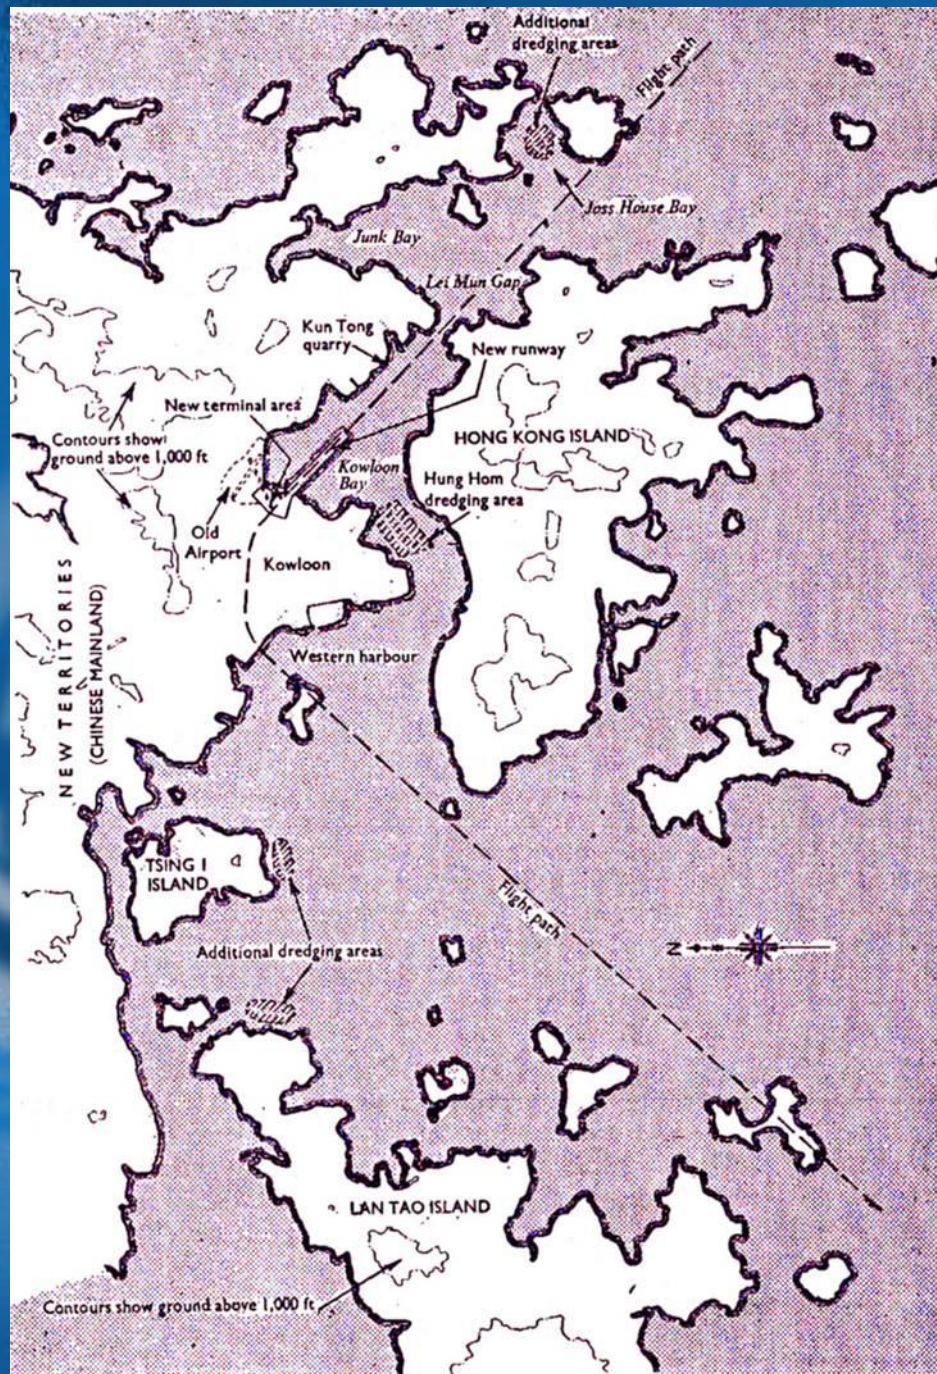 Additional
dredging areas
Flight path
Joss House Bay
Junk Bay
Lei Mun Gap
Kun Tong
quarry
New runway
New terminal area
Contours show
ground above 1,000 ft
HONG KONG ISLAND
Kowloon
Bay
Hung Hom
dredging area
Old
Airport
Kowloon
NEW TERRITORIES
(CHINESE MAINLAND)
Western harbour
TSING I
ISLAND
Flight path
Additional dredging areas
N
LAN TAO ISLAND
Contours show ground above 1,000 ft